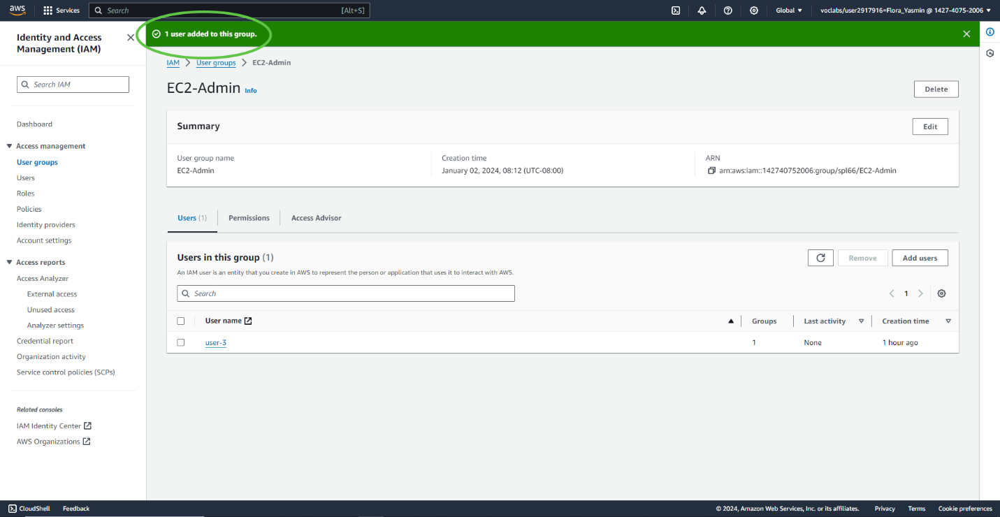 aws Services Search [Alt+S] Global voclabs/user2917916=Flora_Yasmin @ 1427-4075-2006
Identity and Access Management (IAM)
Search IAM
Dashboard
Access management
User groups
Users
Roles
Policies
Identity providers
Account settings
Access reports
Access Analyzer
External access
Unused access
Analyzer settings
Credential report
Organization activity
Service control policies (SCPs)
Related consoles
IAM Identity Center
AWS Organizations
1 user added to this group.
IAM > User groups > EC2-Admin
EC2-Admin Info
Delete
Summary
Edit
User group name
EC2-Admin
Creation time
January 02, 2024, 08:12 (UTC-08:00)
ARN
arn:aws:iam::142740752006:group/spl66/EC2-Admin
Users (1) Permissions Access Advisor
Users in this group (1)
Remove Add users
An IAM user is an entity that you create in AWS to represent the person or application that uses it to interact with AWS.
Search
1
User name Groups Last activity Creation time
user-3 1 None 1 hour ago
CloudShell Feedback © 2024, Amazon Web Services, Inc. or its affiliates. Privacy Terms Cookie preferences